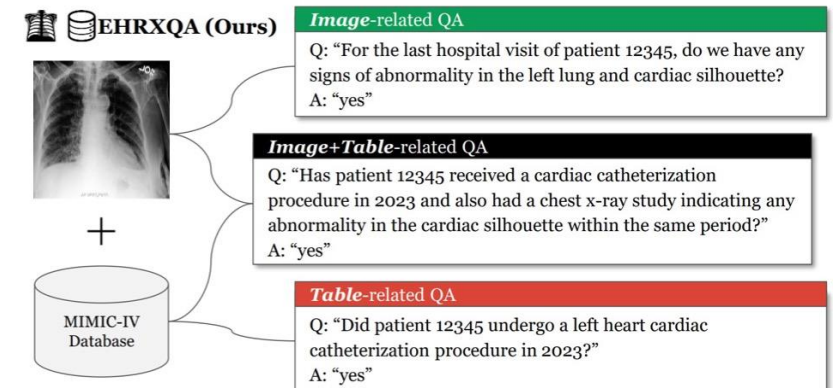 EHRXQA (Ours)
Image-related QA
Q: “For the last hospital visit of patient 12345, do we have any
signs of abnormality in the left lung and cardiac silhouette?
A: “yes”
Image+Table-related QA
Q: “Has patient 12345 received a cardiac catheterization
procedure in 2023 and also had a chest x-ray study indicating any
abnormality in the cardiac silhouette within the same period?”
A: “yes”
+
MIMIC-IV
Database
Table-related QA
Q: “Did patient 12345 undergo a left heart cardiac
catheterization procedure in 2023?”
A: “yes”